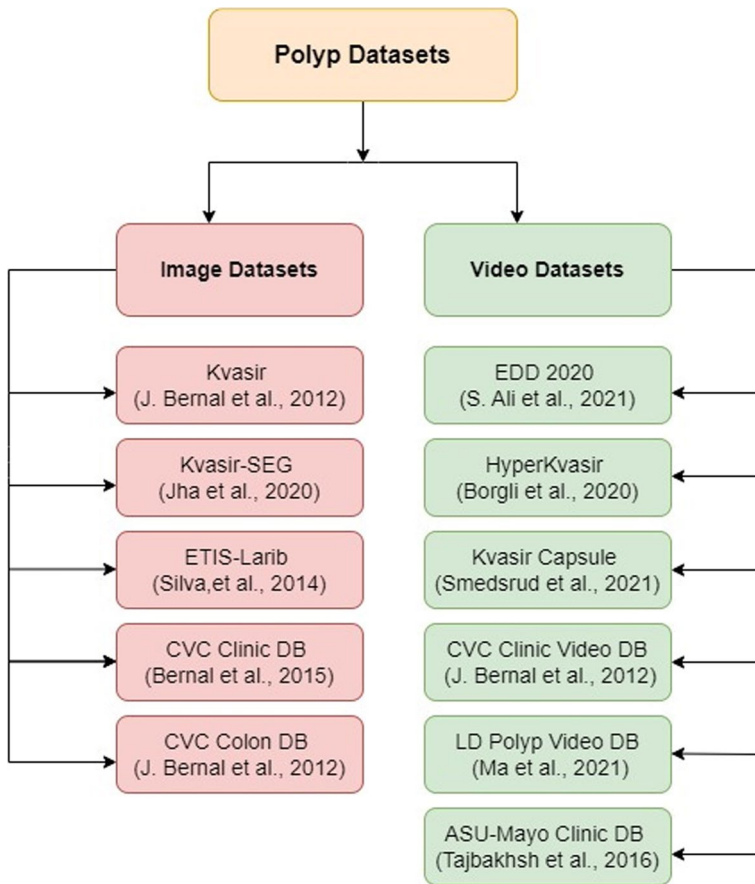 Polyp Datasets
Image Datasets
Kvasir
(J. Bernal et al., 2012)
Kvasir-SEG
(Jha et al., 2020)
ETIS-Larib
(Silva,et al., 2014)
CVC Clinic DB
(Bernal et al., 2015)
CVC Colon DB
(J. Bernal et al., 2012)
Video Datasets
EDD 2020
(S. Ali et al., 2021)
HyperKvasir
(Borgli et al., 2020)
Kvasir Capsule
(Smedsrud et al., 2021)
CVC Clinic Video DB
(J. Bernal et al., 2012)
LD Polyp Video DB
(Ma et al., 2021)
ASU-Mayo Clinic DB
(Tajbakhsh et al., 2016)